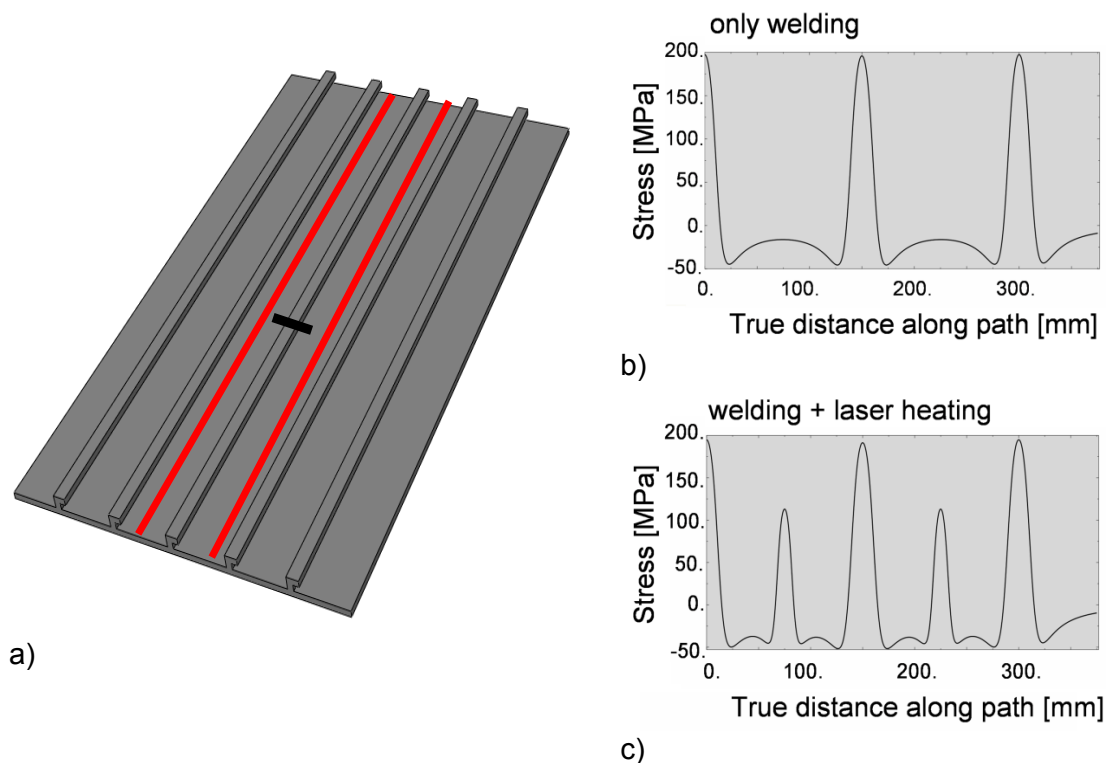 a)
only welding
Stress [MPa]
200.
150.
100.
50.
0.
-50.
0. 100. 200. 300.
True distance along path [mm]
b)
welding + laser heating
Stress [MPa]
200.
150.
100.
50.
0.
-50.
0. 100. 200. 300.
True distance along path [mm]
c)